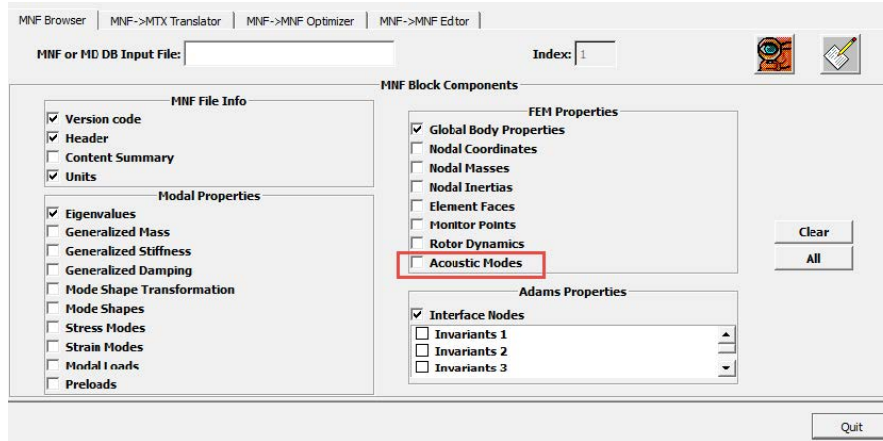 MNF Browser
MNF->MTX Translator
MNF->MNF Optimizer
MNF->MNF Edtor
MNF or MD DB Input File:
Index: 1
MNF Block Components
MNF File Info
Version code
Header
Content Summary
Units
Modal Properties
Eigenvalues
Generalized Mass
Generalized Stiffness
Generalized Damping
Mode Shape Transformation
Mode Shapes
Stress Modes
Strain Modes
Modal Loads
Preloads
FEM Properties
Global Body Properties
Nodal Coordinates
Nodal Masses
Nodal Inertias
Element Faces
Monitor Points
Rotor Dynamics
Acoustic Modes
Adams Properties
Interface Nodes
Invariants 1
Invariants 2
Invariants 3
Clear
All
Quit